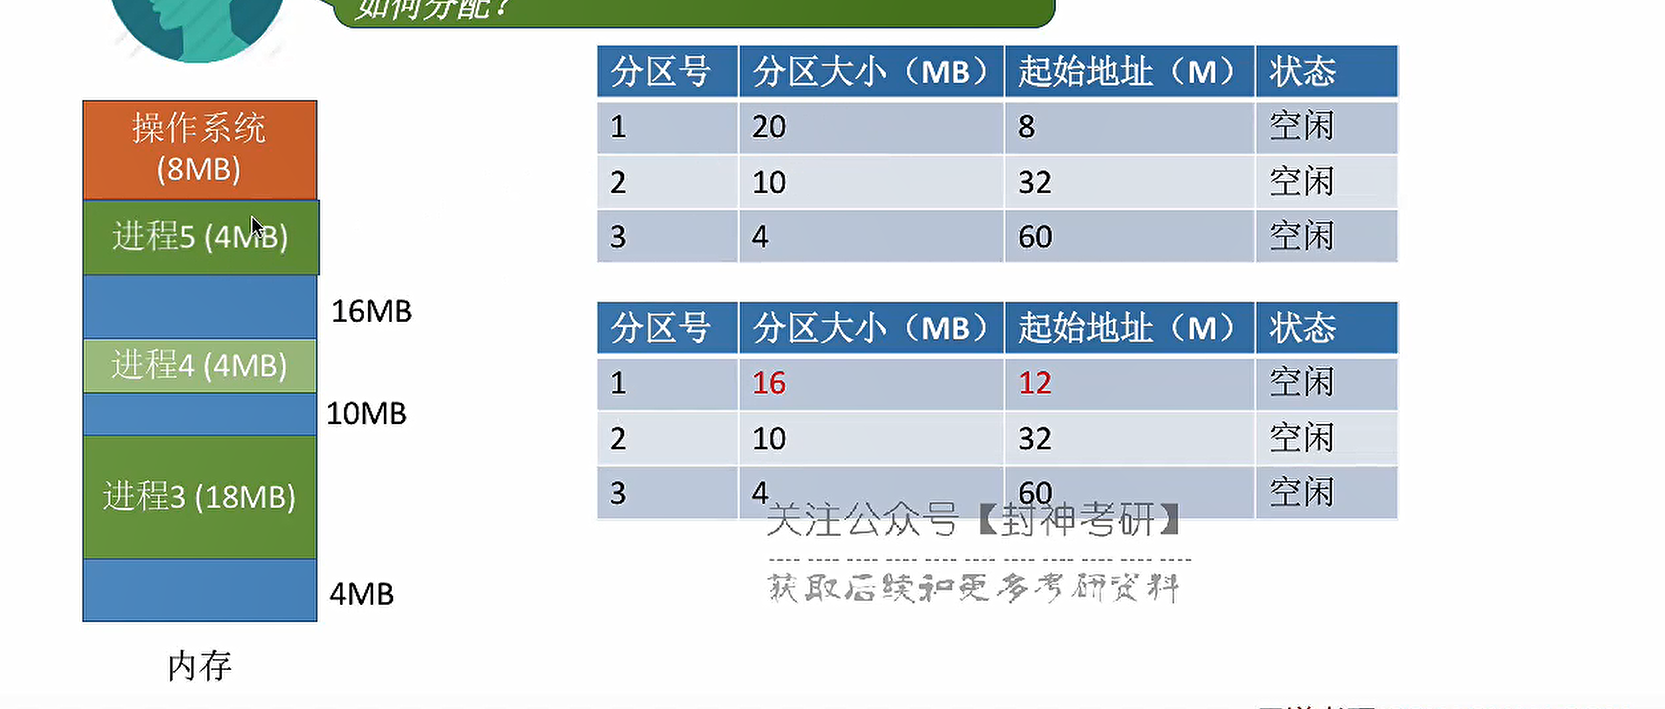 如何分配？
操作系统
(8MB)
进程5 (4MB)
16MB
进程4 (4MB)
10MB
进程3 (18MB)
4MB
内存
分区号 分区大小（MB） 起始地址（M） 状态
1 20 8 空闲
2 10 32 空闲
3 4 60 空闲
分区号 分区大小（MB） 起始地址（M） 状态
1 16 12 空闲
2 10 32 空闲
3 4 60 空闲
关注公众号【封神考研】
获取后续和更多考研资料